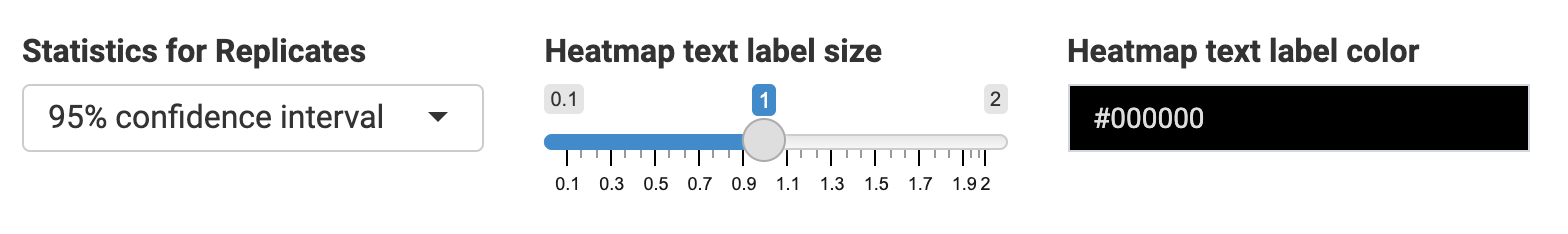 Statistics for Replicates
95% confidence interval
Heatmap text label size
0.1 1 2
0.1 0.3 0.5 0.7 0.9 1.1 1.3 1.5 1.7 1.9 2
Heatmap text label color
#000000